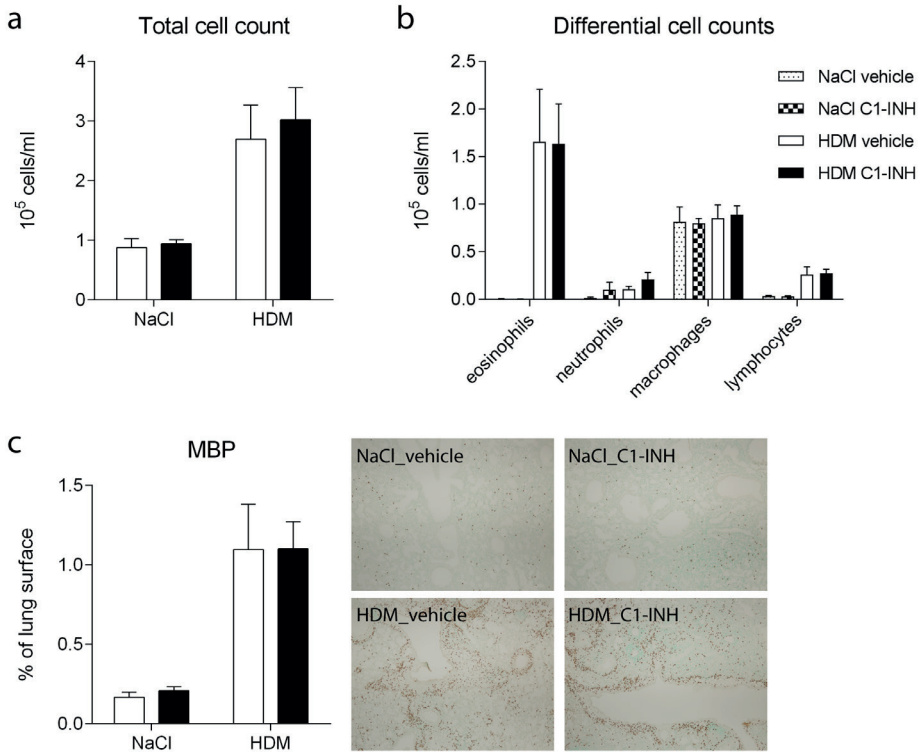 a
Total cell count
10⁵ cells/ml
4
3
2
1
0
NaCl
HDM
b
Differential cell counts
10⁵ cells/ml
2.5
2.0
1.5
1.0
0.5
0.0
eosinophils
neutrophils
macrophages
lymphocytes
NaCl vehicle
NaCl C1-INH
HDM vehicle
HDM C1-INH
c
MBP
% of lung surface
1.5
1.0
0.5
0.0
NaCl
HDM
NaCl_vehicle
NaCl_C1-INH
HDM_vehicle
HDM_C1-INH